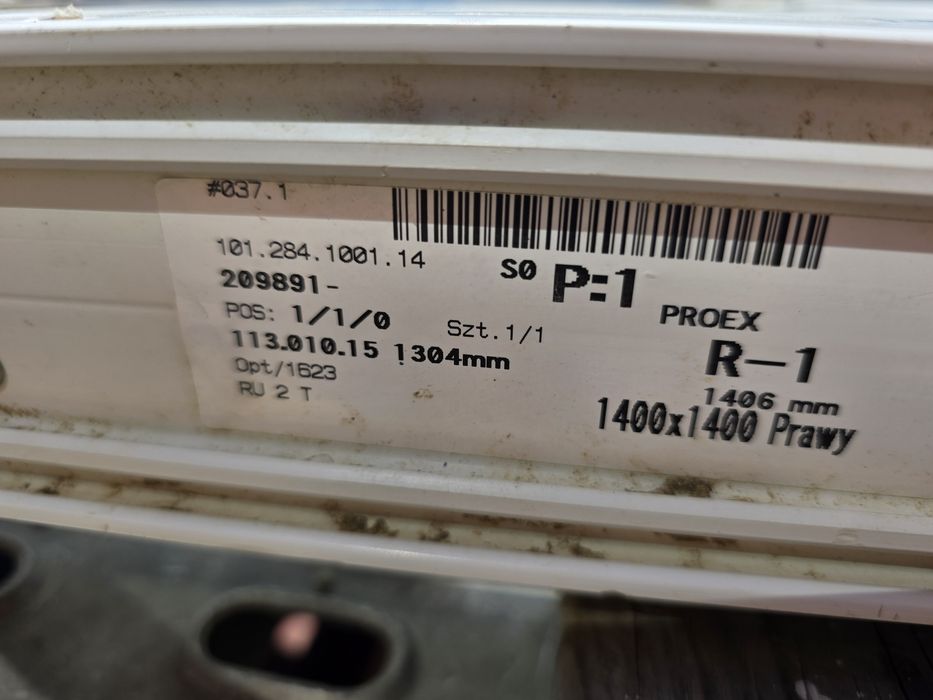 #037.1
101.284.1001.14
209891-
S0 P:1
PROEX
POS: 1/1/0 Szt.1/1
R-1
113.010.15 1304mm
1406 mm
Opt/1623
1400x1400 Prawy
RU 2 T